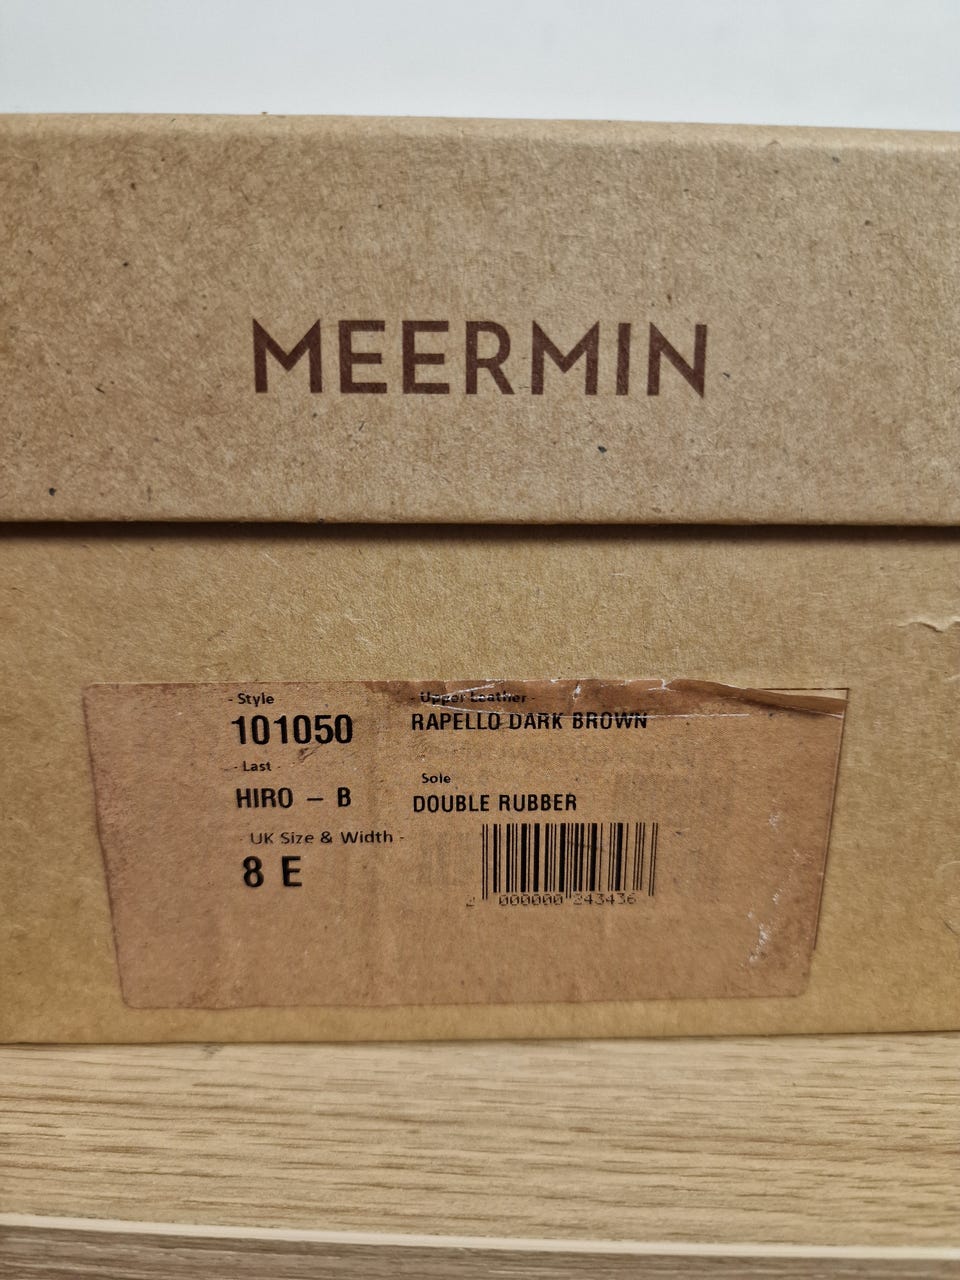 MEERMIN
- Style
- Upper Leather -
101050
RAPELLO DARK BROWN
- Last -
Sole
HIRO - B
DOUBLE RUBBER
- UK Size & Width -
8 E
2 000000 243436